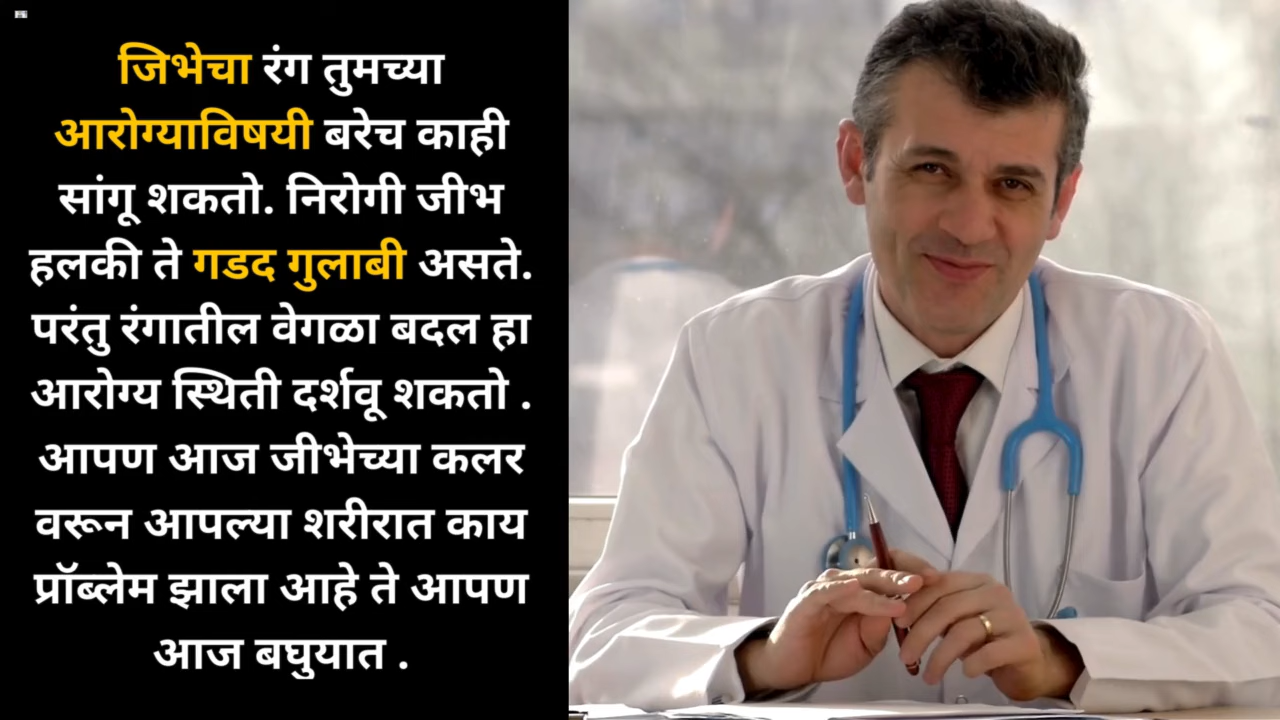 जिभेचा रंग तुमच्या
आरोग्याविषयी बरेच काही
सांगू शकतो. निरोगी जीभ
हलकी ते गडद गुलाबी असते.
परंतु रंगातील वेगळा बदल हा
आरोग्य स्थिती दर्शवू शकतो .
आपण आज जीभेच्या कलर
वरून आपल्या शरीरात काय
प्रॉब्लेम झाला आहे ते आपण
आज बघुयात .